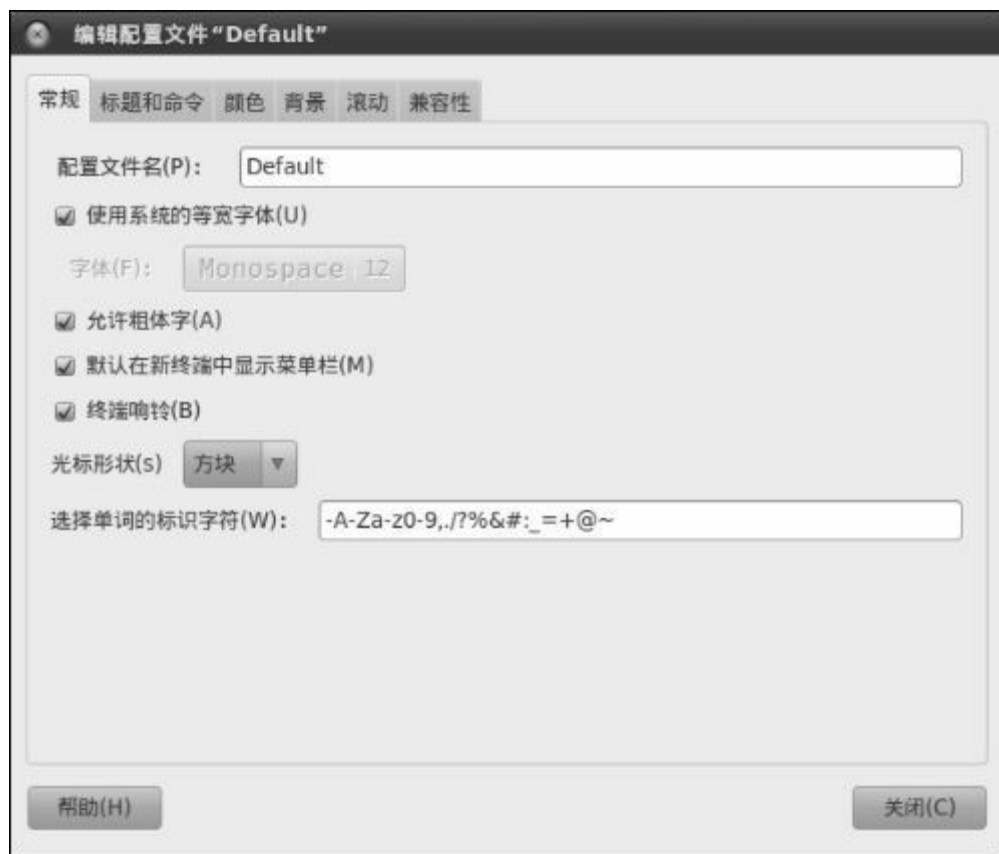 编辑配置文件“Default”
常规 标题和命令 颜色 背景 滚动 兼容性
配置文件名(P): Default
使用系统的等宽字体(U)
字体(F): Monospace 12
允许粗体字(A)
默认在新终端中显示菜单栏(M)
终端响铃(B)
光标形状(s) 方块
选择单词的标识字符(W): -A-Za-z0-9,./?%&#:_=+@~
帮助(H) 关闭(C)